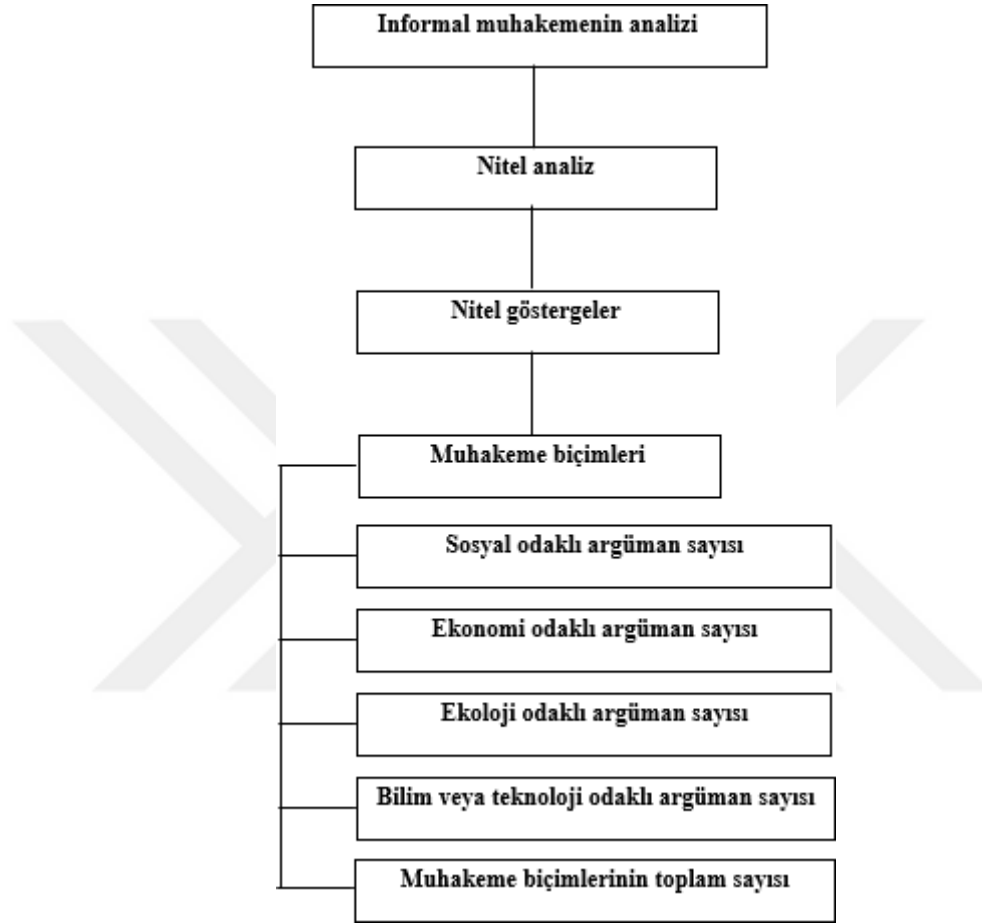 Informal muhakemenin analizi
Nitel analiz
Nitel göstergeler
Muhakeme biçimleri
Sosyal odaklı argüman sayısı
Ekonomi odaklı argüman sayısı
Ekoloji odaklı argüman sayısı
Bilim veya teknoloji odaklı argüman sayısı
Muhakeme biçimlerinin toplam sayısı